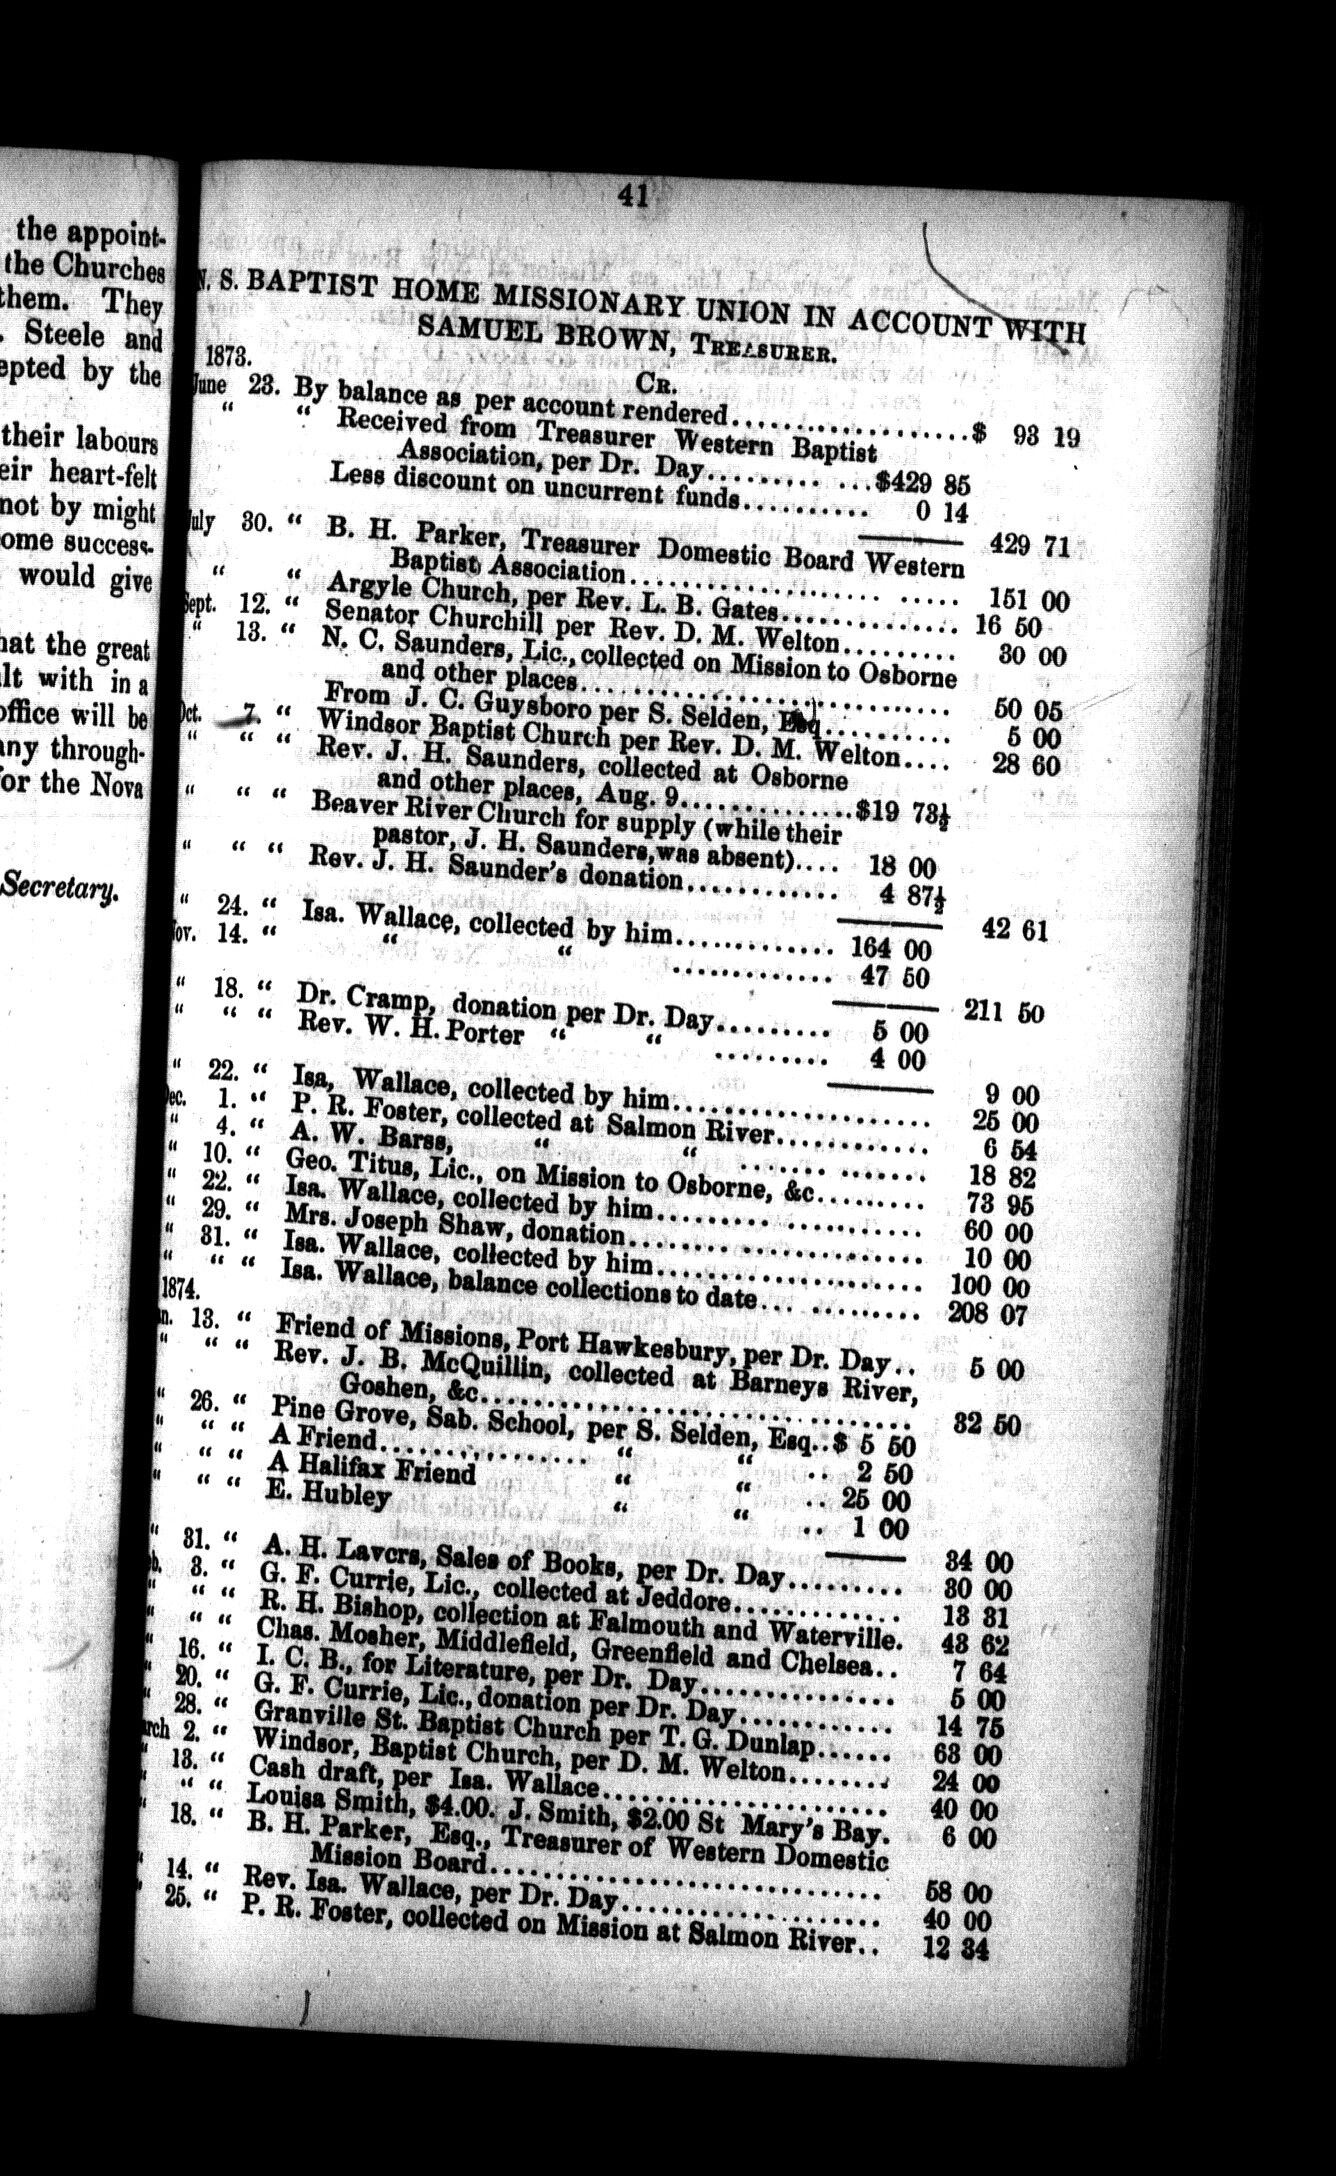 the appoint-
the Churches
them. They
. Steele and
epted by the
their labours
eir heart-felt
not by might
ome success-
would give
hat the great
lt with in a
office will be
any through-
for the Nova
Secretary.
41
N. S. BAPTIST HOME MISSIONARY UNION IN ACCOUNT WITH
SAMUEL BROWN, TREASURER.
1873.
CR.
June 23. By balance as per account rendered...................$ 93 19
“ “ Received from Treasurer Western Baptist
Association, per Dr. Day......... ...$429 85
Less discount on uncurrent funds.......... 0 14
429 71
July 30. “ B. H. Parker, Treasurer Domestic Board Western
Baptist Association................... ..... 151 00
“ “ Argyle Church, per Rev. L. B. Gates.............. 16 50
Sept. 12. “ Senator Churchill per Rev. D. M. Welton......... 30 00
“ 13. “ N. C. Saunders, Lic., collected on Mission to Osborne
and other places............................ 50 05
From J. C. Guysboro per S. Selden, Esq.......... 5 00
Oct. 7. “ Windsor Baptist Church per Rev. D. M. Welton.... 28 60
“ “ “ Rev. J. H. Saunders, collected at Osborne
and other places, Aug. 9..............$19 73½
“ “ “ Beaver River Church for supply (while their
pastor, J. H. Saunders, was absent).... 18 00
“ “ “ Rev. J. H. Saunder's donation............ 4 87½
42 61
“ 24. “ Isa. Wallace, collected by him............. 164 00
Nov. 14. “ “ “ ............. 47 50
211 50
“ 18. “ Dr. Cramp, donation per Dr. Day......... 5 00
“ “ “ Rev. W. H. Porter “ “ ......... 4 00
9 00
“ 22. “ Isa, Wallace, collected by him.................... 25 00
Dec. 1. “ P. R. Foster, collected at Salmon River............ 6 54
“ 4. “ A. W. Barss, “ “ ....... ....... 18 82
“ 10. “ Geo. Titus, Lic., on Mission to Osborne, &c......... 73 95
“ 22. “ Isa. Wallace, collected by him......... ........... 60 00
“ 29. “ Mrs. Joseph Shaw, donation....................... 10 00
“ 31. “ Isa. Wallace, collected by him.................... 100 00
“ “ “ Isa. Wallace, balance collections to date... ......... 208 07
1874.
Jan. 13. “ Friend of Missions, Port Hawkesbury, per Dr. Day.. 5 00
“ “ “ Rev. J. B. McQuillin, collected at Barneys River,
Goshen, &c................................. 32 50
“ 26. “ Pine Grove, Sab. School, per S. Selden, Esq..$ 5 50
“ “ “ A Friend................ “ “ .. 2 50
“ “ “ A Halifax Friend “ “ .. 25 00
“ “ “ E. Hubley “ “ .. 1 00
34 00
“ 31. “ A. H. Lavers, Sales of Books, per Dr. Day......... 30 00
Feb. 3. “ G. F. Currie, Lic., collected at Jeddore............. 13 31
“ “ “ R. H. Bishop, collection at Falmouth and Waterville. 43 62
“ “ “ Chas. Mosher, Middlefield, Greenfield and Chelsea.. 7 64
“ 16. “ I. C. B., for Literature, per Dr. Day............... 5 00
“ 20. “ G. F. Currie, Lic., donation per Dr. Day............ 14 75
“ 28. “ Granville St. Baptist Church per T. G. Dunlap...... 63 00
March 2. “ Windsor, Baptist Church, per D. M. Welton........ 24 00
“ 13. “ Cash draft, per Isa. Wallace...................... 40 00
“ “ “ Louisa Smith, $4.00. J. Smith, $2.00 St Mary's Bay. 6 00
“ 18. “ B. H. Parker, Esq., Treasurer of Western Domestic
Mission Board............................... 58 00
“ 14. “ Rev. Isa. Wallace, per Dr. Day.................... 40 00
“ 25. “ P. R. Foster, collected on Mission at Salmon River.. 12 34